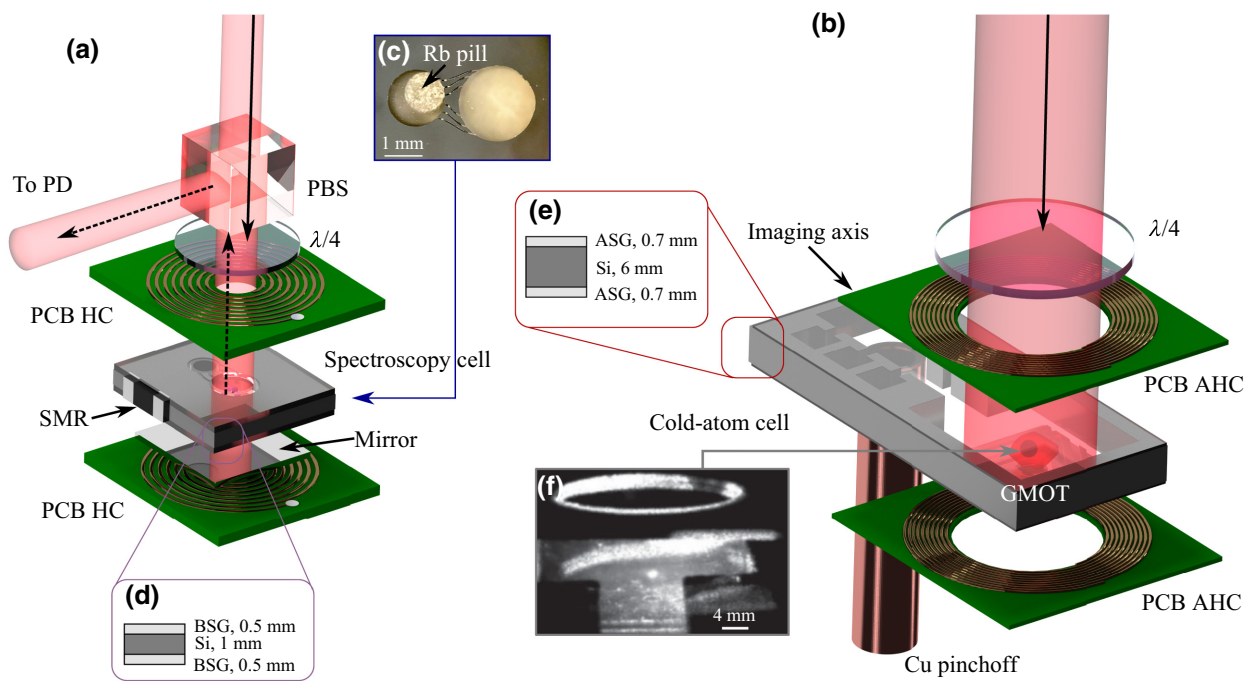 (a)
(b)
(c)
Rb pill
1 mm
To PD
PBS
λ/4
PCB HC
Spectroscopy cell
SMR
Mirror
PCB HC
(d)
BSG, 0.5 mm
Si, 1 mm
BSG, 0.5 mm
(e)
ASG, 0.7 mm
Si, 6 mm
ASG, 0.7 mm
Imaging axis
λ/4
PCB AHC
Cold-atom cell
GMOT
(f)
4 mm
PCB AHC
Cu pinchoff